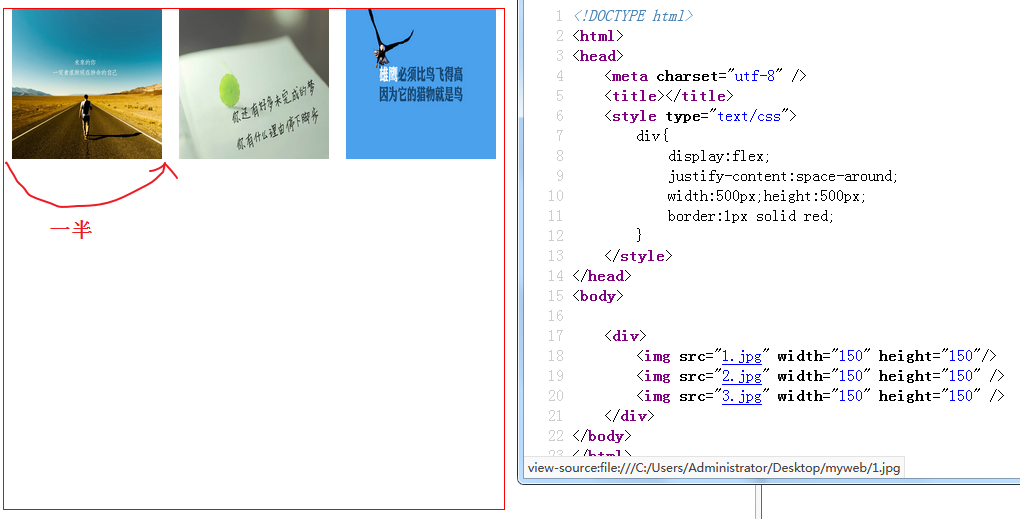 未来的你
一定会感谢现在拼命的自己
你还有好多未完成的梦
你有什么理由停下脚步
雄鹰必须比鸟飞得高
因为它的猎物就是鸟
一半
1 <!DOCTYPE html>
2 <html>
3 <head>
4 <meta charset="utf-8" />
5 <title></title>
6 <style type="text/css">
7 div{
8 display:flex;
9 justify-content:space-around;
10 width:500px;height:500px;
11 border:1px solid red;
12 }
13 </style>
14 </head>
15 <body>
16
17 <div>
18 <img src="1.jpg" width="150" height="150"/>
19 <img src="2.jpg" width="150" height="150" />
20 <img src="3.jpg" width="150" height="150" />
21 </div>
22 </body>
23 </html>
view-source:file:///C:/Users/Administrator/Desktop/myweb/1.jpg